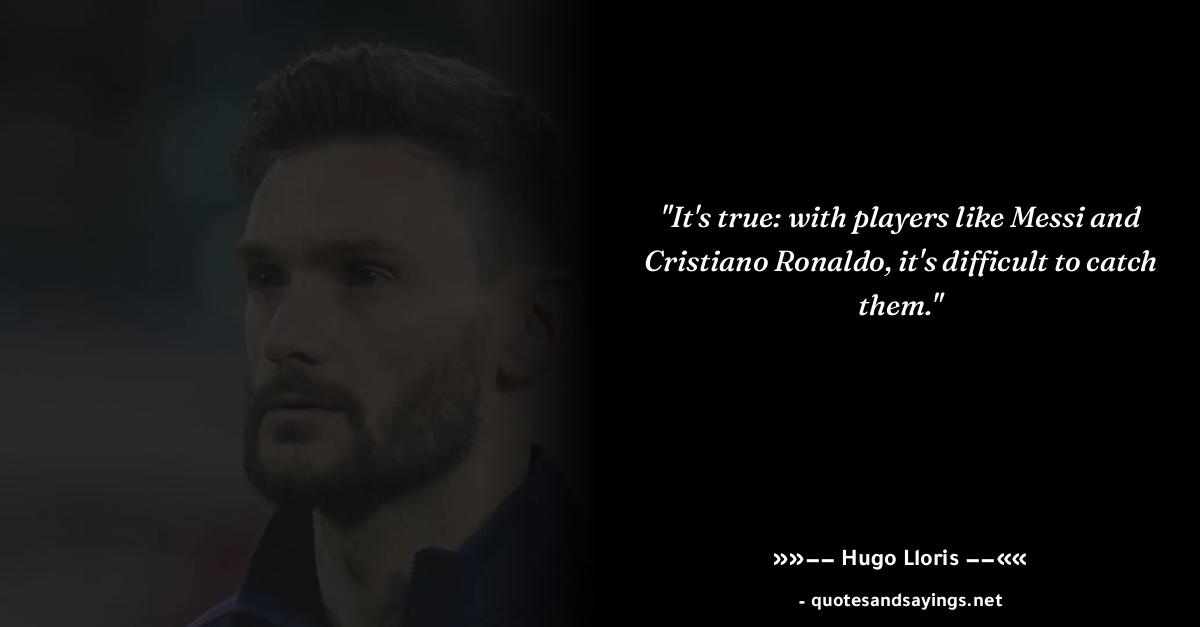 "It's true: with players like Messi and
Cristiano Ronaldo, it's difficult to catch
them."
»»−− Hugo Lloris −−««
- quotesandsayings.net